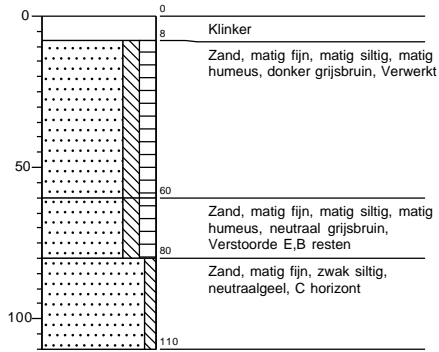 0
0
Klinker
8
Zand, matig fijn, matig siltig, matig
humeus, donker grijsbruin, Verwerkt
50
60
Zand, matig fijn, matig siltig, matig
humeus, neutraal grijsbruin,
Verstoorde E,B resten
80
Zand, matig fijn, zwak siltig,
neutraalgeel, C horizont
100
110